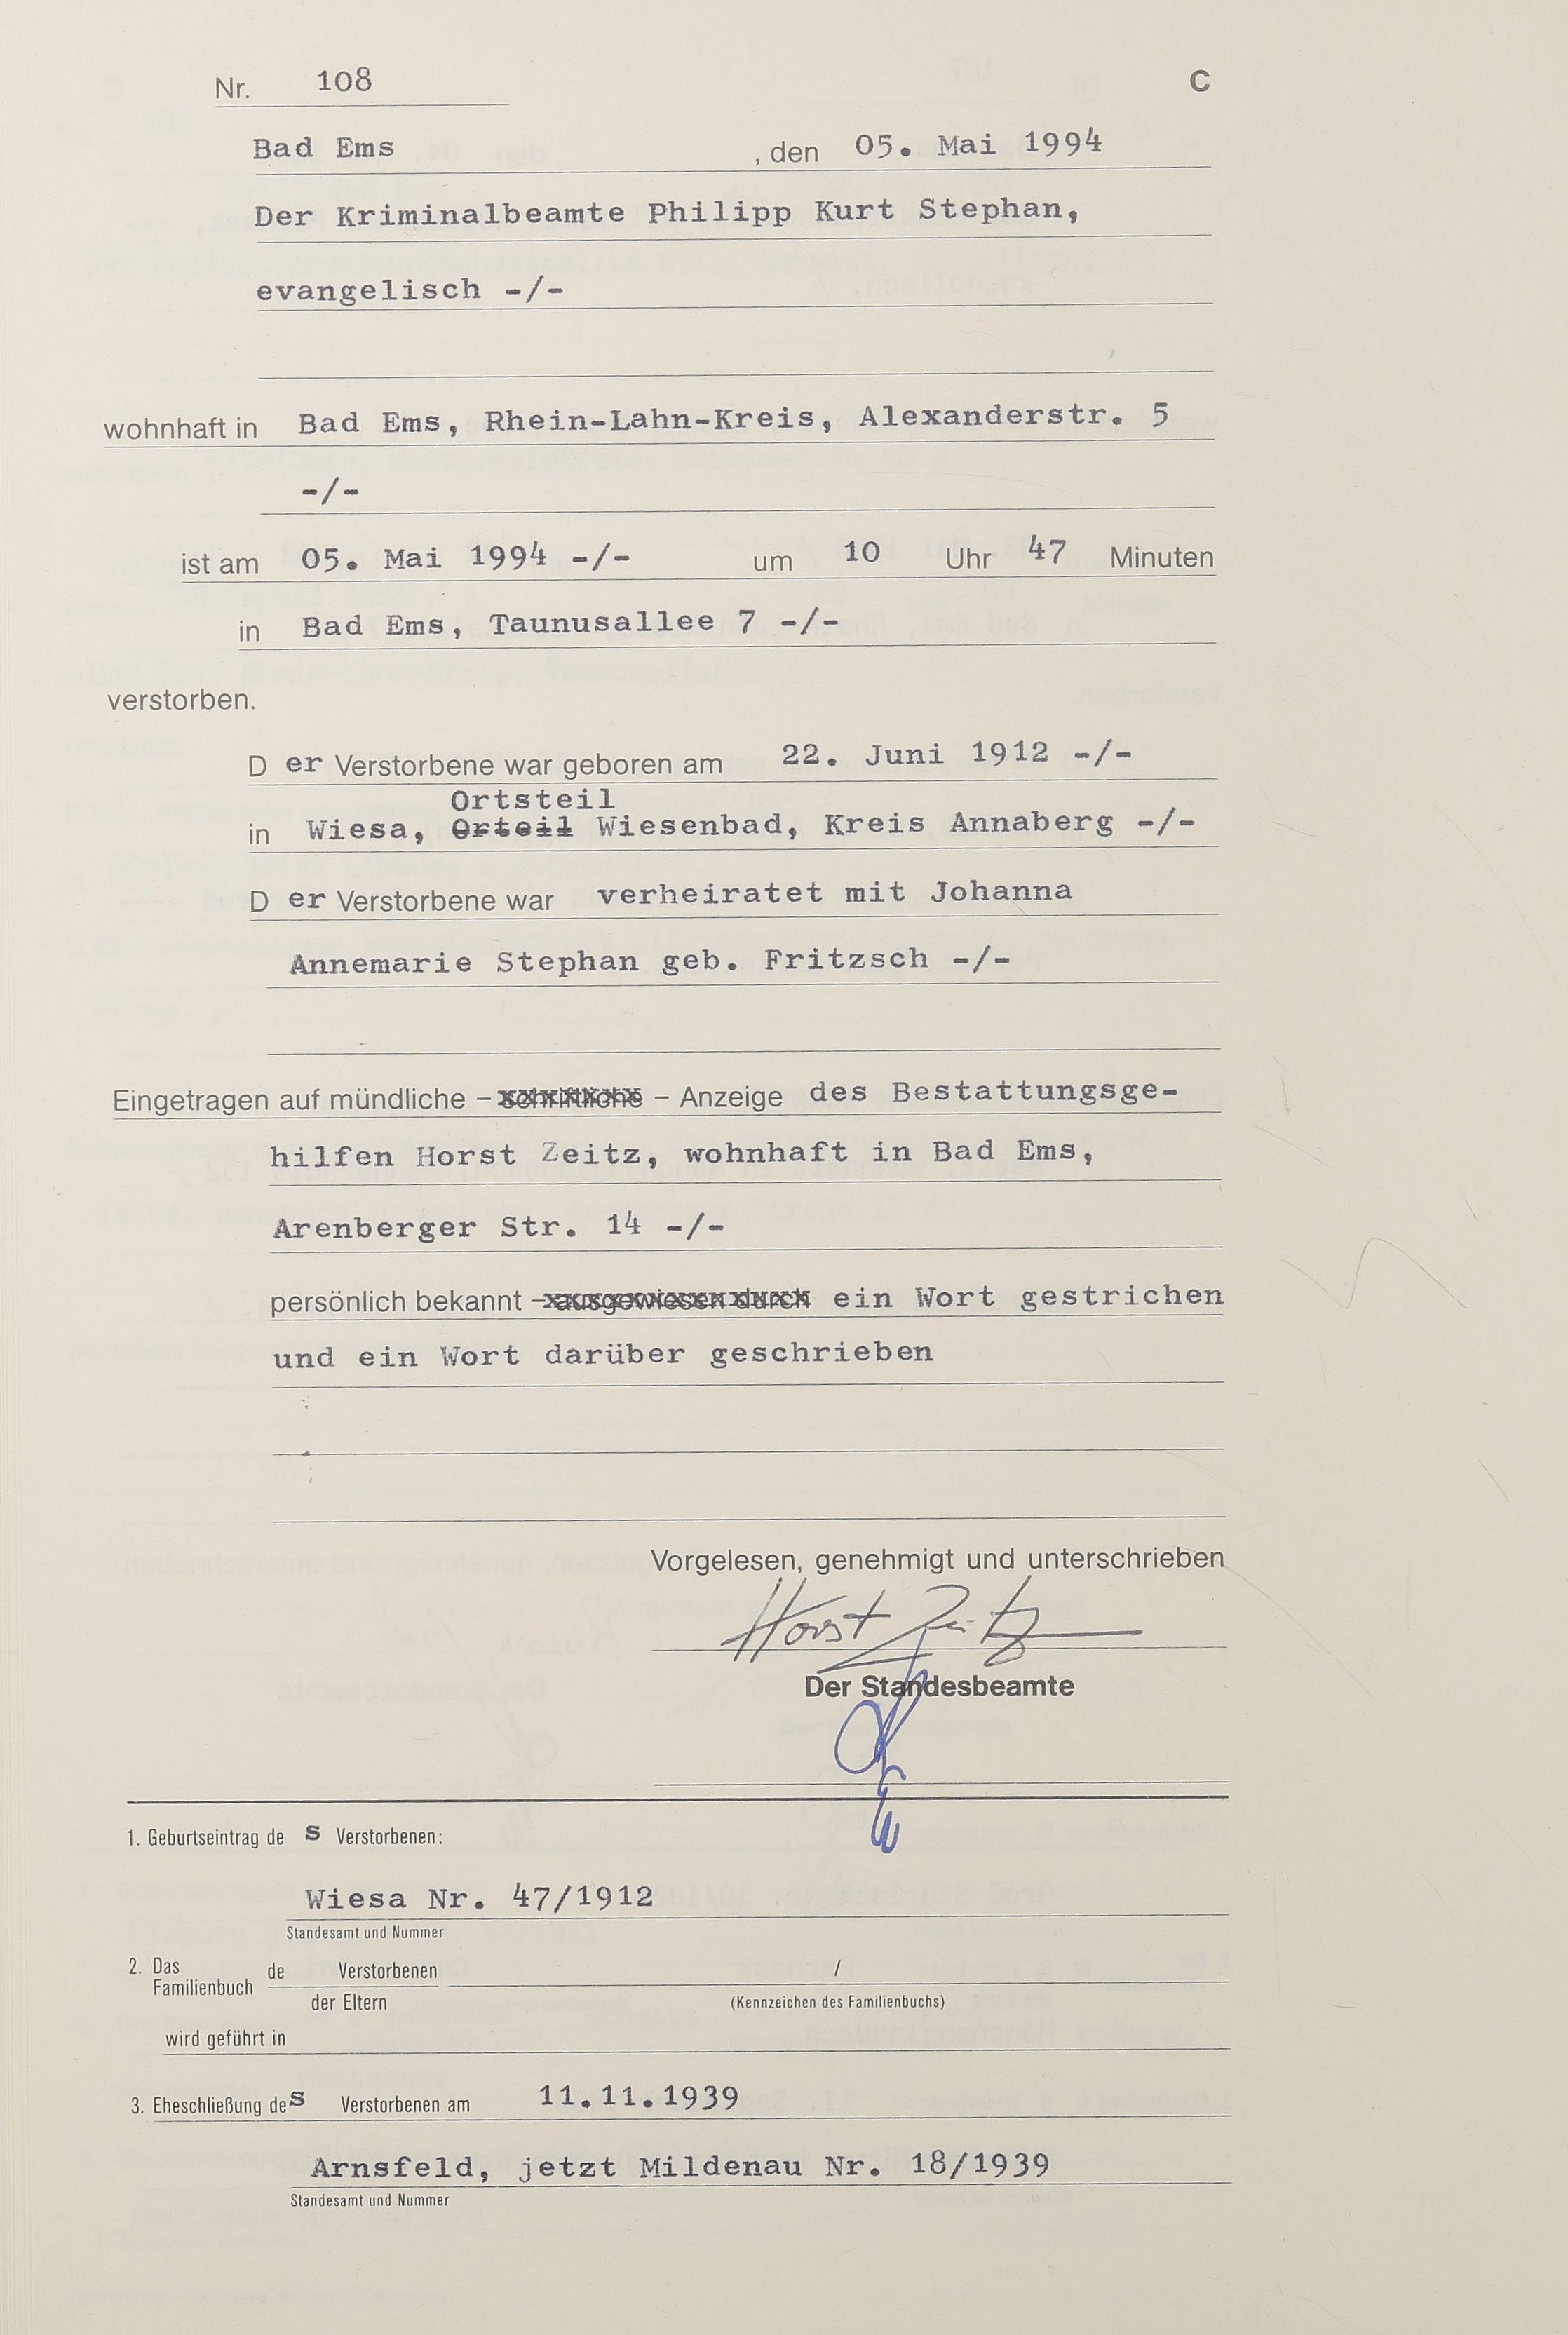 Nr. 108 C
Bad Ems , den 05. Mai 1994
Der Kriminalbeamte Philipp Kurt Stephan,
evangelisch -/-
wohnhaft in Bad Ems, Rhein-Lahn-Kreis, Alexanderstr. 5
-/-
ist am 05. Mai 1994 -/- um 10 Uhr 47 Minuten
in Bad Ems, Taunusallee 7 -/-
verstorben.
D er Verstorbene war geboren am 22. Juni 1912 -/-
Ortsteil
in Wiesa, Orteil Wiesenbad, Kreis Annaberg -/-
D er Verstorbene war verheiratet mit Johanna
Annemarie Stephan geb. Fritzsch -/-
Eingetragen auf mündliche – schriftliche – Anzeige des Bestattungsge-
hilfen Horst Zeitz, wohnhaft in Bad Ems,
Arenberger Str. 14 -/-
persönlich bekannt – ausgewiesen durch ein Wort gestrichen
und ein Wort darüber geschrieben
Vorgelesen, genehmigt und unterschrieben
Horst Zeitz
Der Standesbeamte
1. Geburtseintrag de s Verstorbenen:
Wiesa Nr. 47/1912
Standesamt und Nummer
2. Das Familienbuch de Verstorbenen /
der Eltern (Kennzeichen des Familienbuchs)
wird geführt in
3. Eheschließung des Verstorbenen am 11.11.1939
Arnsfeld, jetzt Mildenau Nr. 18/1939
Standesamt und Nummer